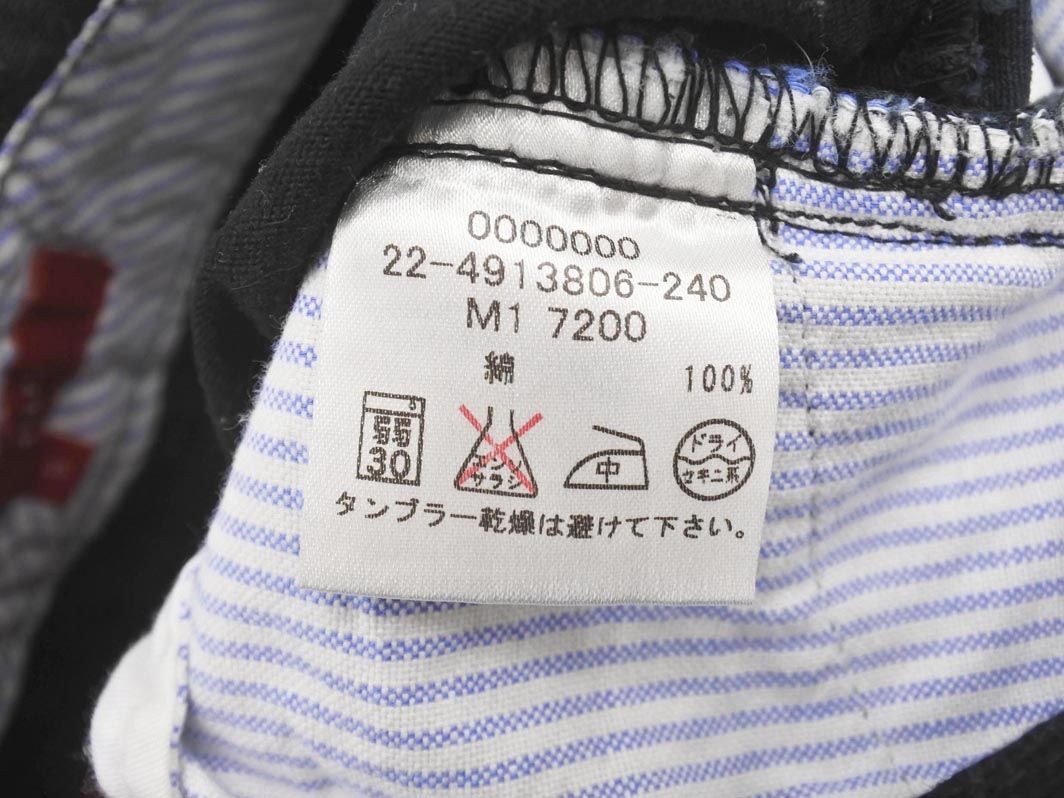 0000000
22-4913806-240
M1 7200
綿 100%
弱
30
エンソ
サラシ
中
ドライ
セキユ系
タンブラー乾燥は避けて下さい。